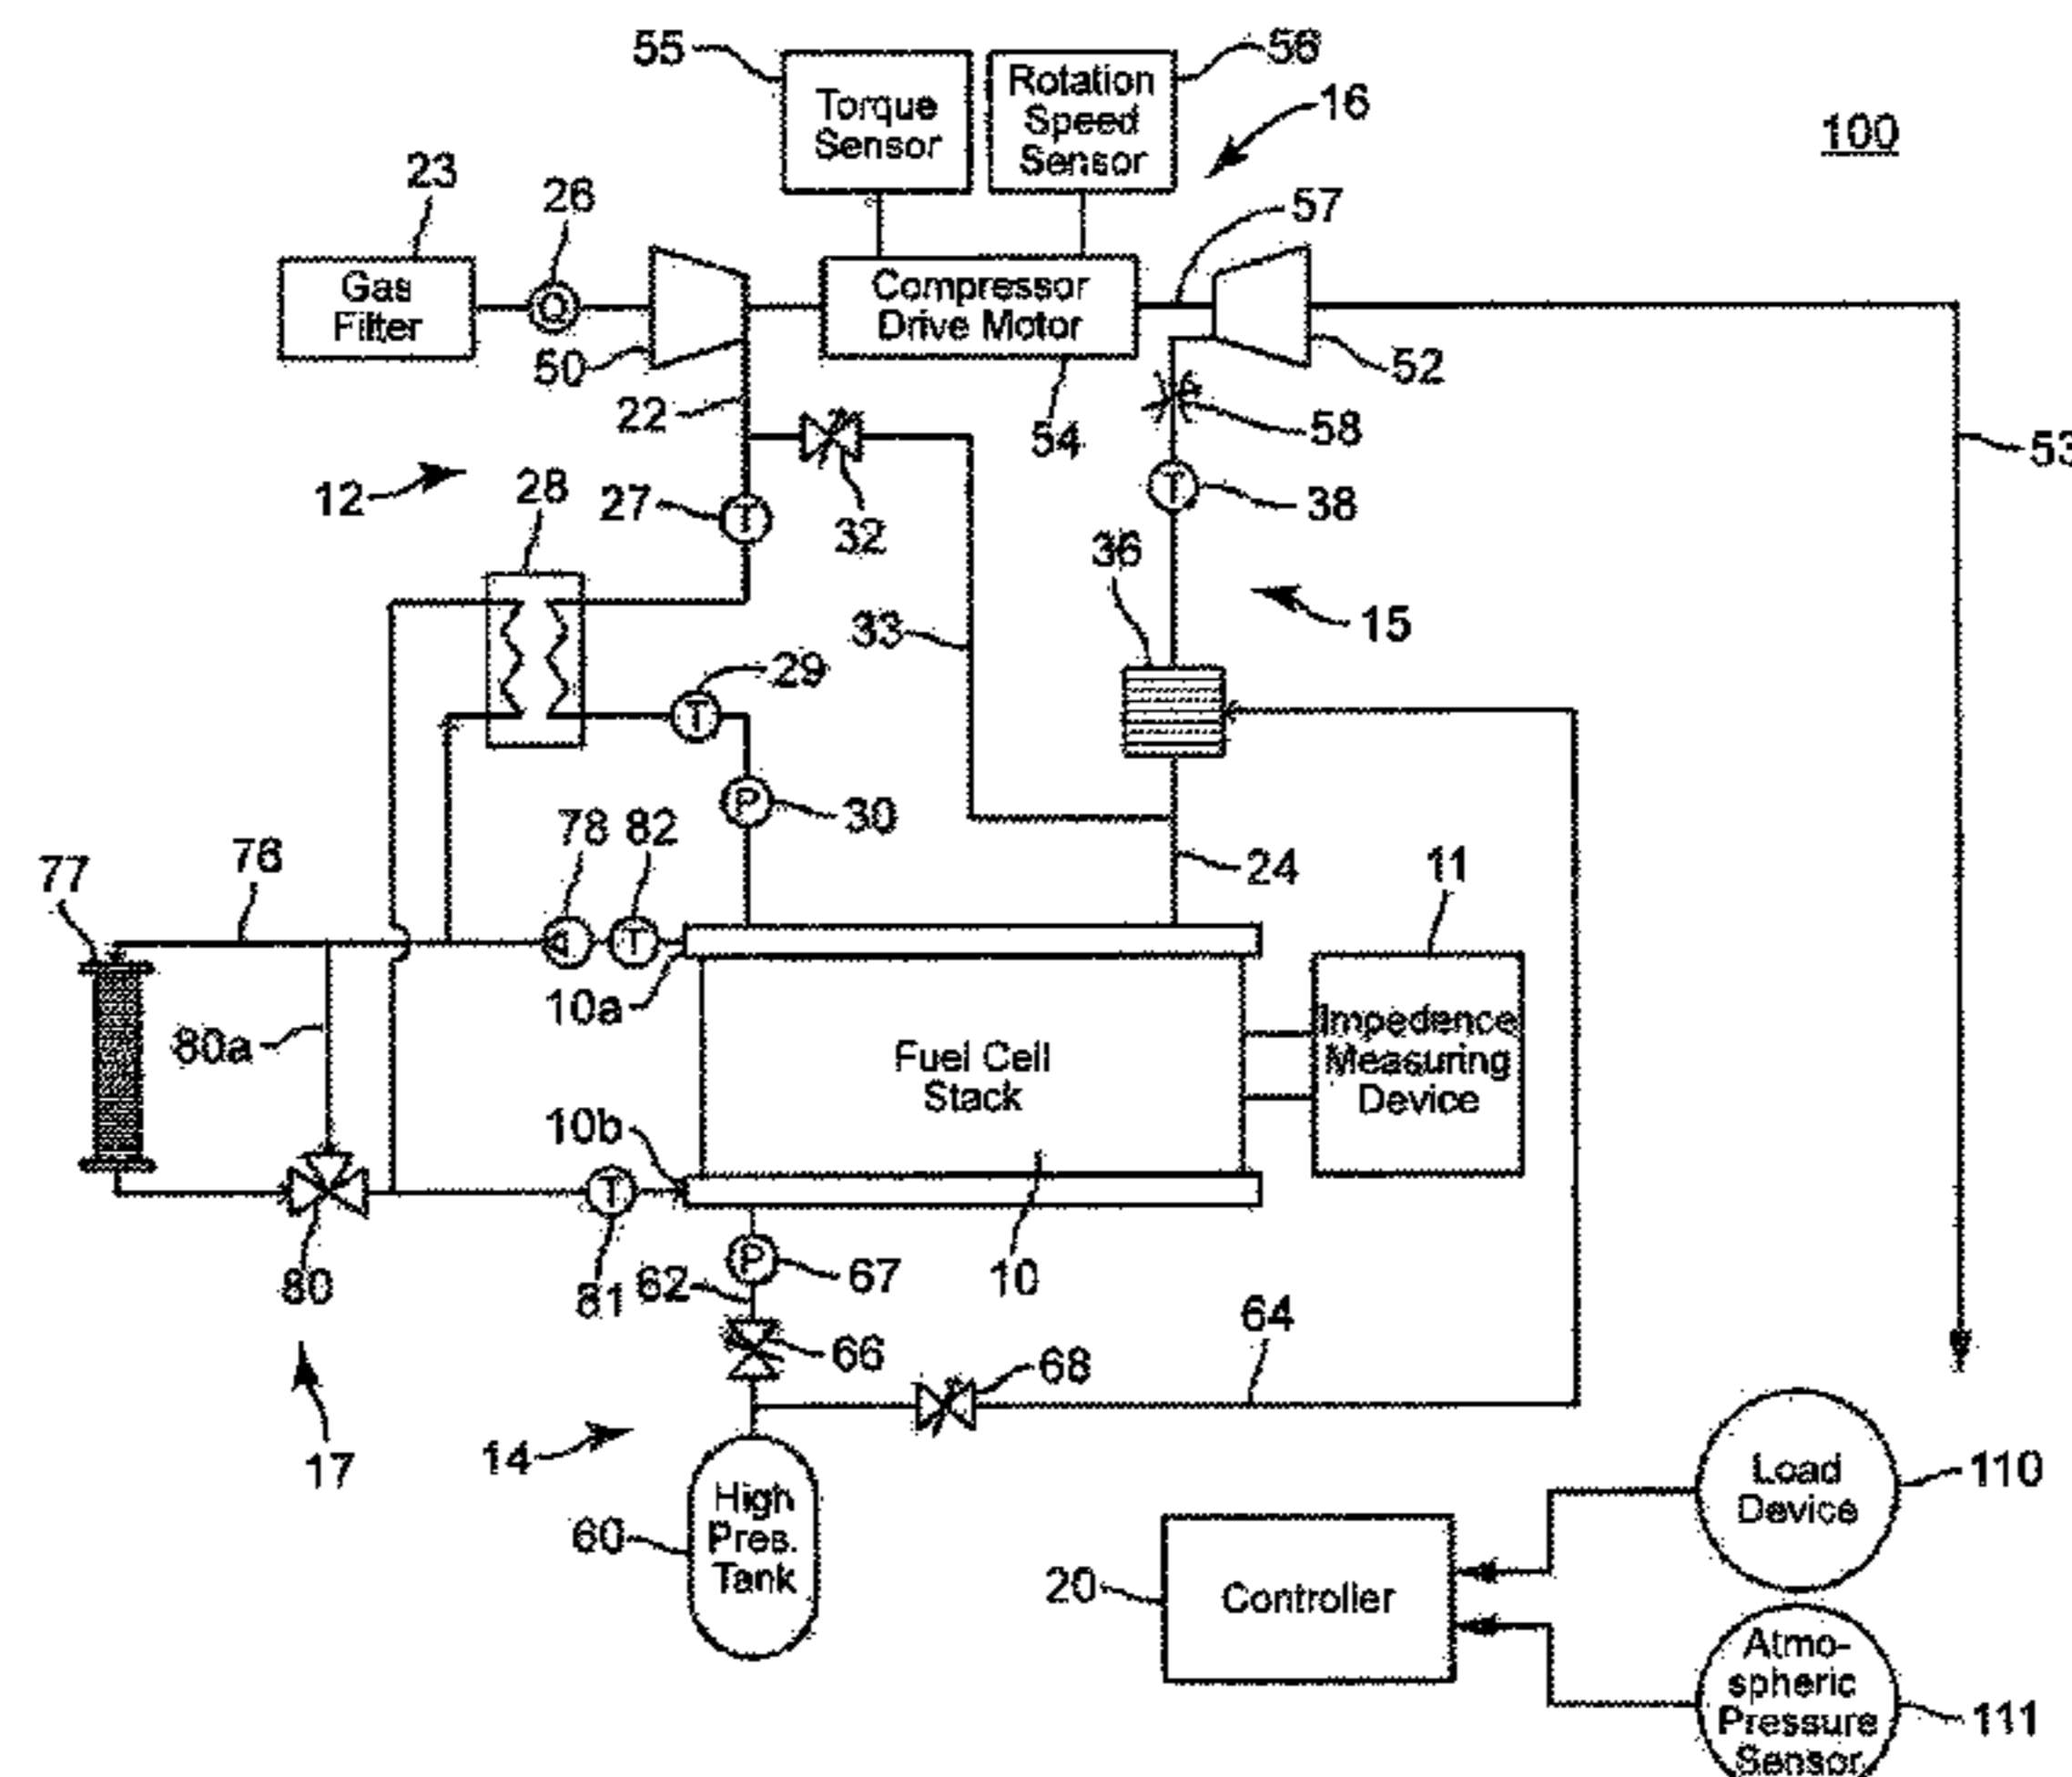 55
Torque
Sensor
Rotation
Speed
Sensor
56
16
100
23
26
57
Gas
Filter
Q
Compressor
Drive Motor
50
22
54
52
58
53
12
28
27
T
32
T
38
36
33
15
29
T
P
30
78
82
76
77
24
11
T
10a
80a
Fuel Cell
Stack
Impedence
Measuring
Device
10b
T
80
81
62
P
67
10
66
68
64
17
14
High
Pres.
Tank
60
Load
Device
110
20
Controller
Atmo-
spheric
Pressure
Sensor
111